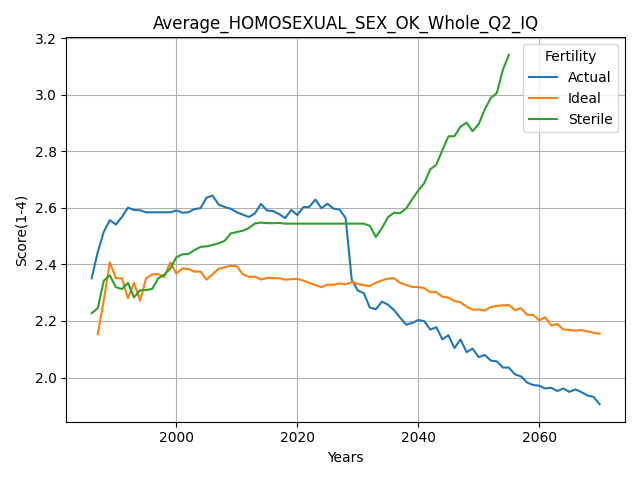 Average_HOMOSEXUAL_SEX_OK_Whole_Q2_IQ
Score(1-4)
3.2
3.0
2.8
2.6
2.4
2.2
2.0
Fertility
Actual
Ideal
Sterile
2000 2020 2040 2060
Years